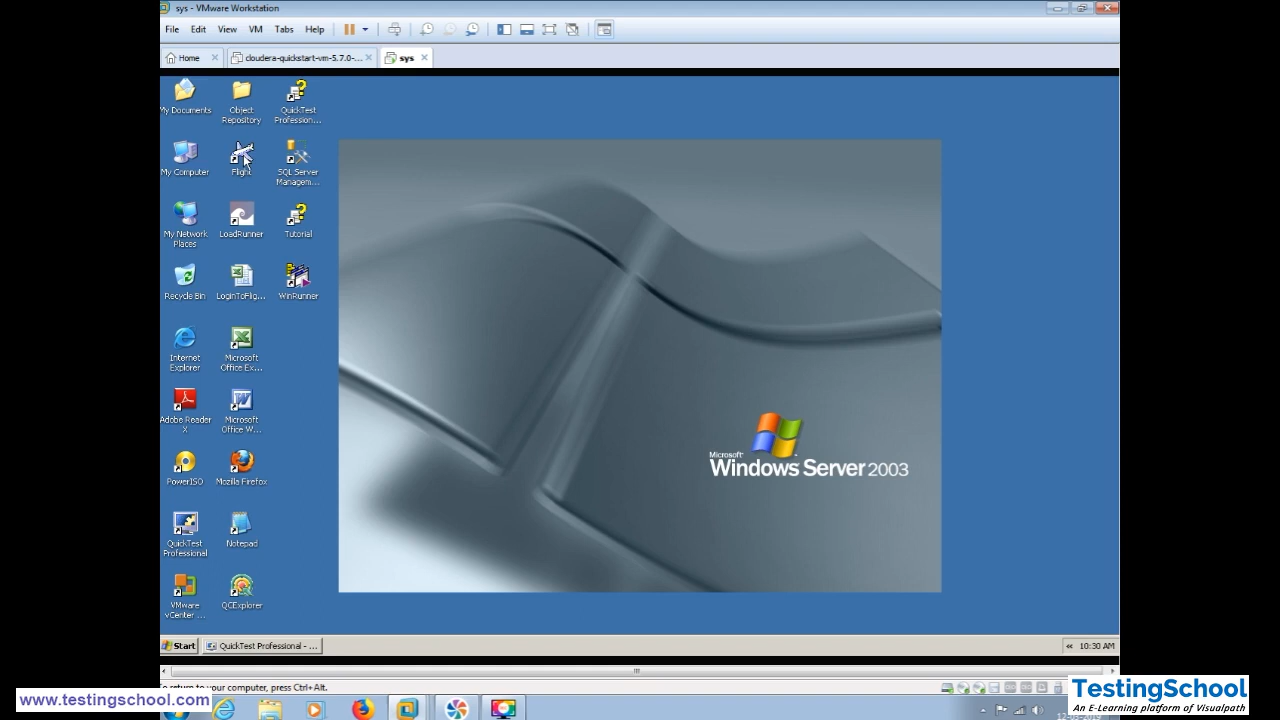 sys - VMware Workstation
File Edit View VM Tabs Help
Home
cloudera-quickstart-vm-5.7.0-...
sys
My Documents
Object
Repository
QuickTest
Profession...
My Computer
Flight
SQL Server
Managem...
My Network
Places
LoadRunner
Tutorial
Recycle Bin
LoginToFlig...
WinRunner
Internet
Explorer
Microsoft
Office Ex...
Adobe Reader
X
Microsoft
Office W...
PowerISO
Mozilla Firefox
QuickTest
Professional
Notepad
VMware
vCenter ...
QCExplorer
Microsoft
Windows Server 2003
Start
QuickTest Professional - ...
10:30 AM
To return to your computer, press Ctrl+Alt.
www.testingschool.com
TestingSchool
An E-Learning platform of Visualpath